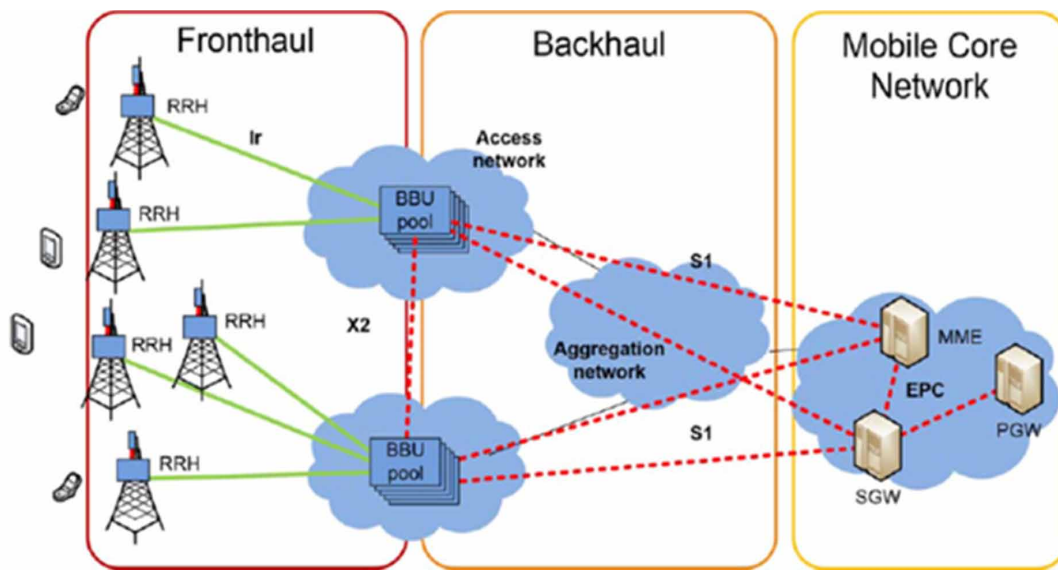 Fronthaul
Backhaul
Mobile Core
Network
RRH
Ir
Access
network
BBU
pool
RRH
S1
RRH
RRH
X2
Aggregation
network
MME
EPC
PGW
S1
BBU
pool
RRH
SGW